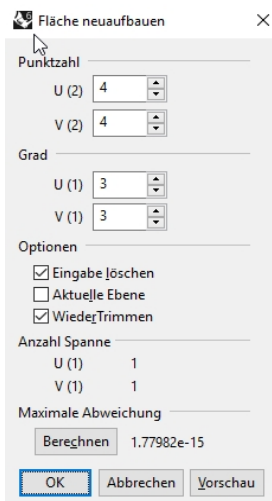 Fläche neuaufbauen
Punktzahl
U (2) 4
V (2) 4
Grad
U (1) 3
V (1) 3
Optionen
Eingabe löschen
Aktuelle Ebene
WiederTrimmen
Anzahl Spanne
U (1) 1
V (1) 1
Maximale Abweichung
Berechnen 1.77982e-15
OK Abbrechen Vorschau